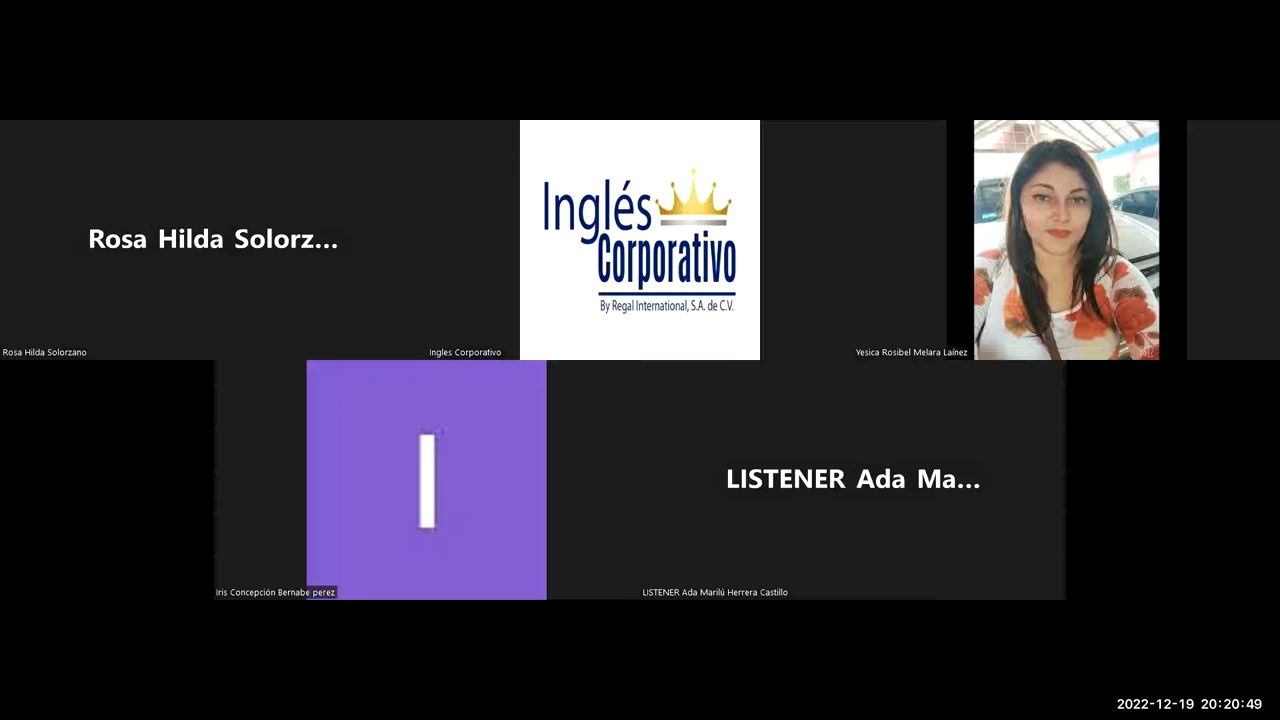 Rosa Hilda Solorz...
Rosa Hilda Solorzano
Inglés
Corporativo
By Regal International, S.A. de C.V.
Ingles Corporativo
Yesica Rosibel Melara Laínez
I
Iris Concepción Bernabe perez
LISTENER Ada Ma...
LISTENER Ada Marilú Herrera Castillo
2022-12-19 20:20:49